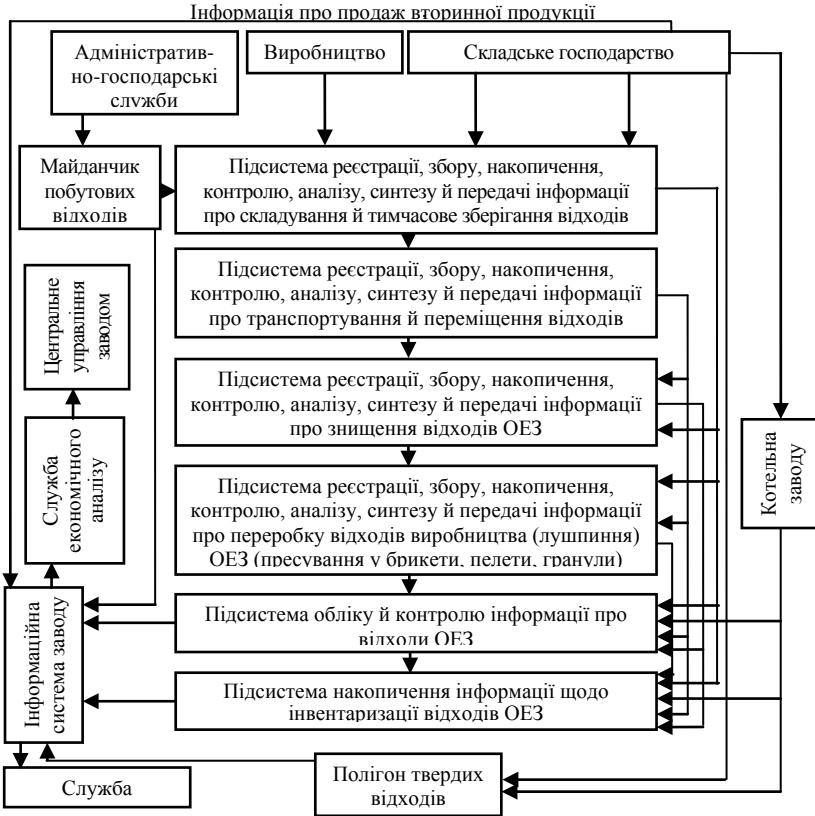 Інформація про продаж вторинної продукції
Адміністратив-
но-господарські
служби
Виробництво
Складське господарство
Майданчик
побутових
відходів
Підсистема реєстрації, збору, накопичення,
контролю, аналізу, синтезу й передачі інформації
про складування й тимчасове зберігання відходів
Підсистема реєстрації, збору, накопичення,
контролю, аналізу, синтезу й передачі інформації
про транспортування й переміщення відходів
Центральне
управління
заводом
Підсистема реєстрації, збору, накопичення,
контролю, аналізу, синтезу й передачі інформації
про знищення відходів ОЕЗ
Служба
економічного
аналізу
Котельна
заводу
Підсистема реєстрації, збору, накопичення,
контролю, аналізу, синтезу й передачі інформації
про переробку відходів виробництва (лушпиння)
ОЕЗ (пресування у брикети, пелети, гранули)
Інформаційна
система заводу
Підсистема обліку й контролю інформації про
відходи ОЕЗ
Підсистема накопичення інформації щодо
інвентаризації відходів ОЕЗ
Служба
Полігон твердих
відходів